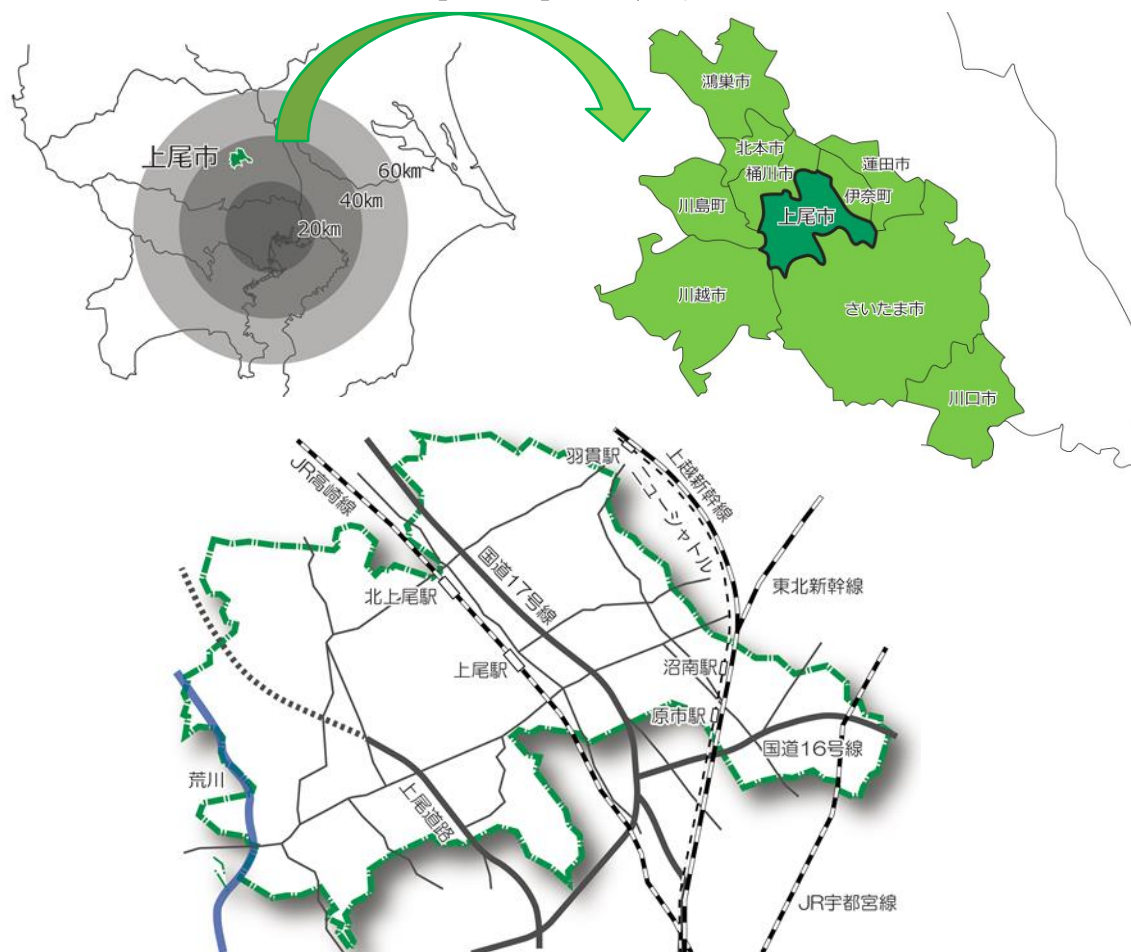 上尾市
60km
40km
20km
鴻巣市
北本市
桶川市
蓮田市
伊奈町
川島町
上尾市
川越市
さいたま市
川口市
羽貫駅
上越新幹線
ニューシャトル
JR高崎線
国道17号線
東北新幹線
北上尾駅
上尾駅
沼南駅
原市駅
国道16号線
荒川
上尾道路
JR宇都宮線